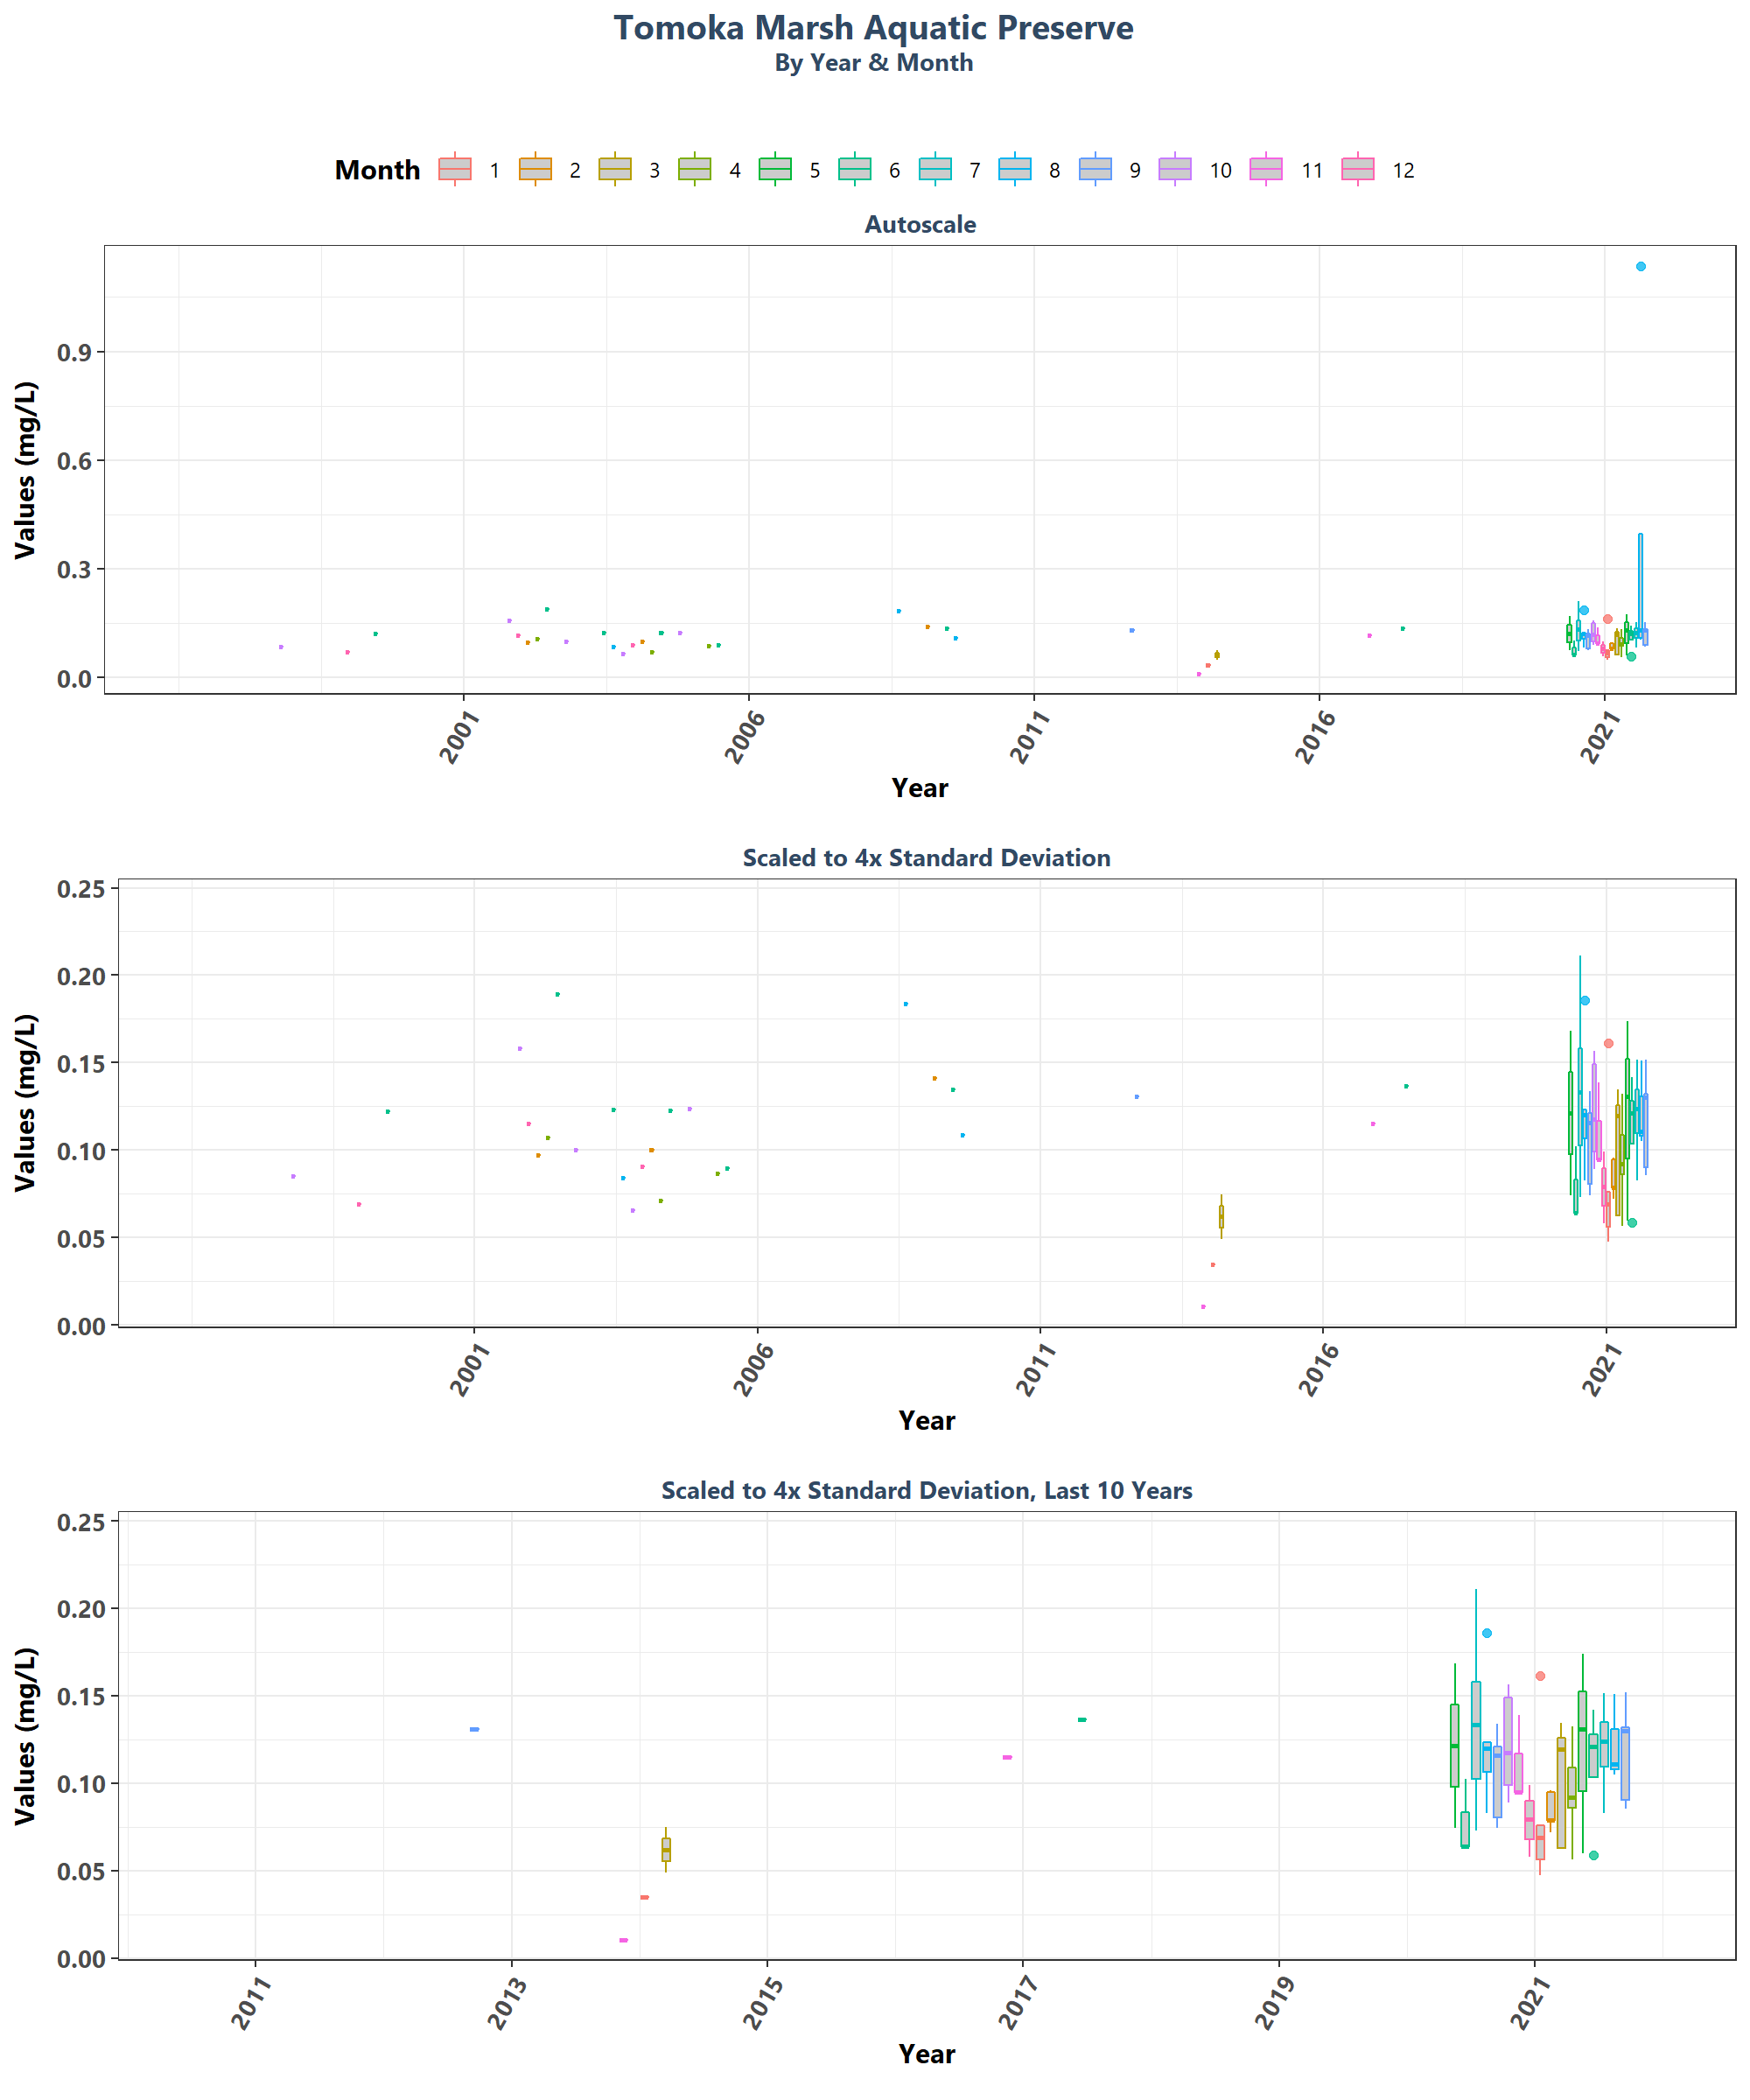 Tomoka Marsh Aquatic Preserve
By Year & Month
Month 1 2 3 4 5 6 7 8 9 10 11 12
Autoscale
Values (mg/L)
0.9
0.6
0.3
0.0
2001 2006 2011 2016 2021
Year
Scaled to 4x Standard Deviation
Values (mg/L)
0.25
0.20
0.15
0.10
0.05
0.00
2001 2006 2011 2016 2021
Year
Scaled to 4x Standard Deviation, Last 10 Years
Values (mg/L)
0.25
0.20
0.15
0.10
0.05
0.00
2011 2013 2015 2017 2019 2021
Year